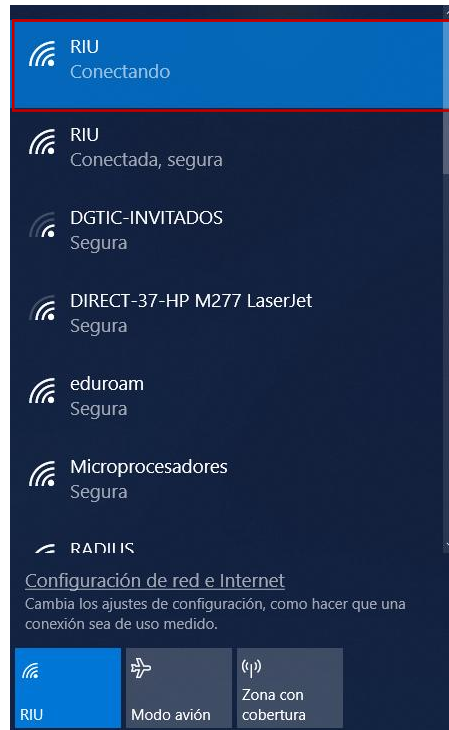 RIU
Conectando
RIU
Conectada, segura
DGTIC-INVITADOS
Segura
DIRECT-37-HP M277 LaserJet
Segura
eduroam
Segura
Microprocesadores
Segura
RADIUS
Configuración de red e Internet
Cambia los ajustes de configuración, como hacer que una
conexión sea de uso medido.
RIU
Modo avión
Zona con
cobertura